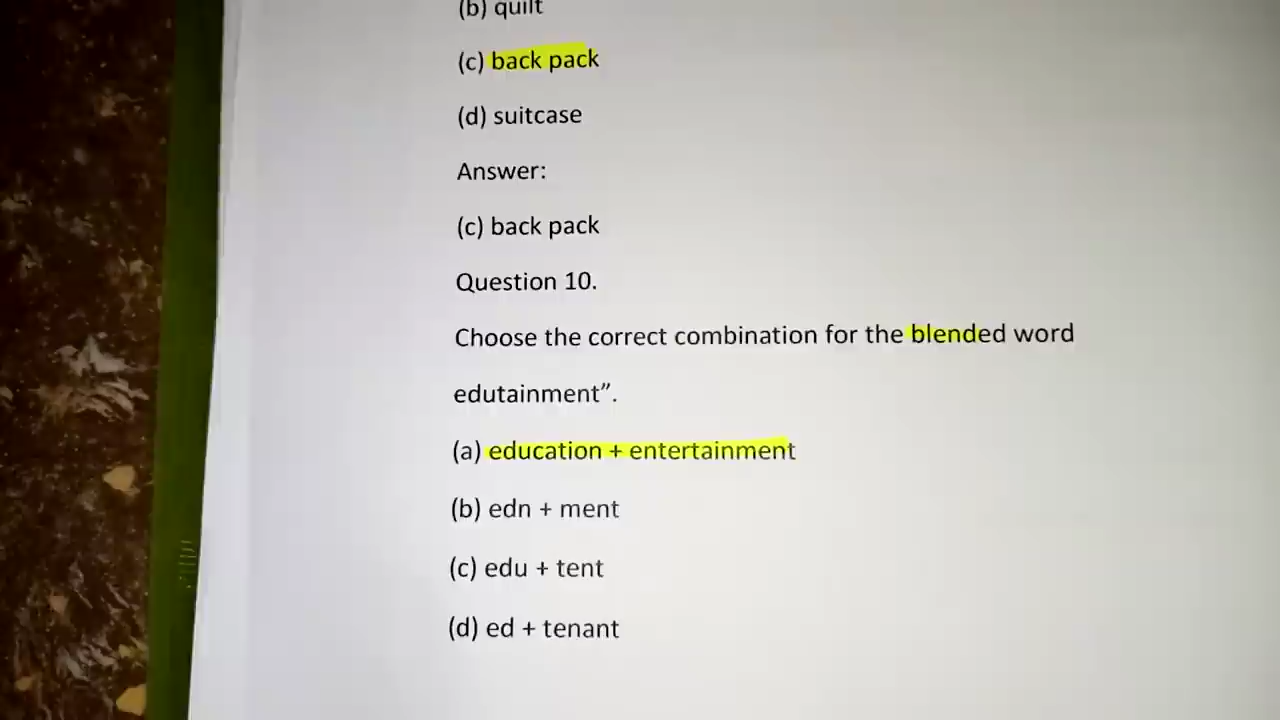 (b) quilt
(c) back pack
(d) suitcase
Answer:
(c) back pack
Question 10.
Choose the correct combination for the blended word
edutainment”.
(a) education + entertainment
(b) edn + ment
(c) edu + tent
(d) ed + tenant